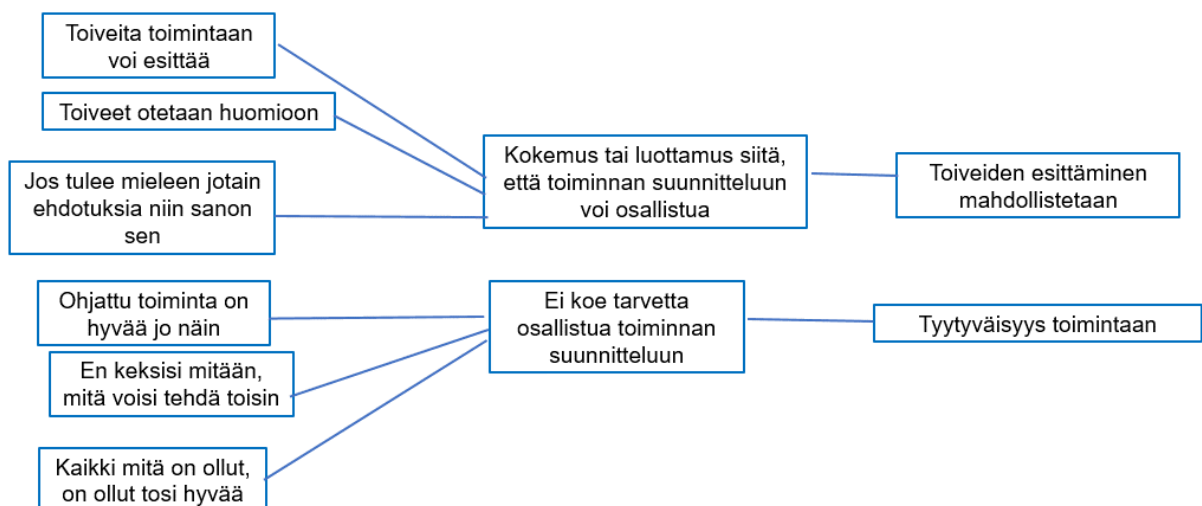 Toiveita toimintaan
voi esittää
Toiveet otetaan huomioon
Jos tulee mieleen jotain
ehdotuksia niin sanon
sen
Kokemus tai luottamus siitä,
että toiminnan suunnitteluun
voi osallistua
Toiveiden esittäminen
mahdollistetaan
Ohjattu toiminta on
hyvää jo näin
En keksisi mitään,
mitä voisi tehdä toisin
Kaikki mitä on ollut,
on ollut tosi hyvää
Ei koe tarvetta
osallistua toiminnan
suunnitteluun
Tyytyväisyys toimintaan